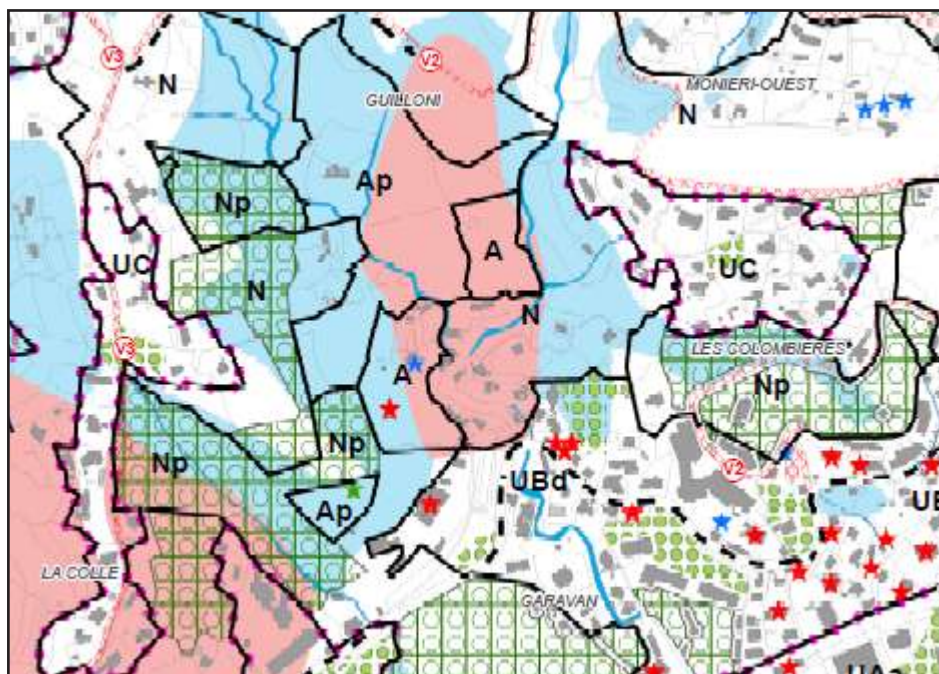 V3
V2
N
GUILLONI
MONIERI-OUEST
N
Ap
Np
A
UC
UC
N
N
V3
LES COLOMBIERES
A
Np
Np
Np
V2
UBd
UB
Ap
LA COLLE
GARAVAN